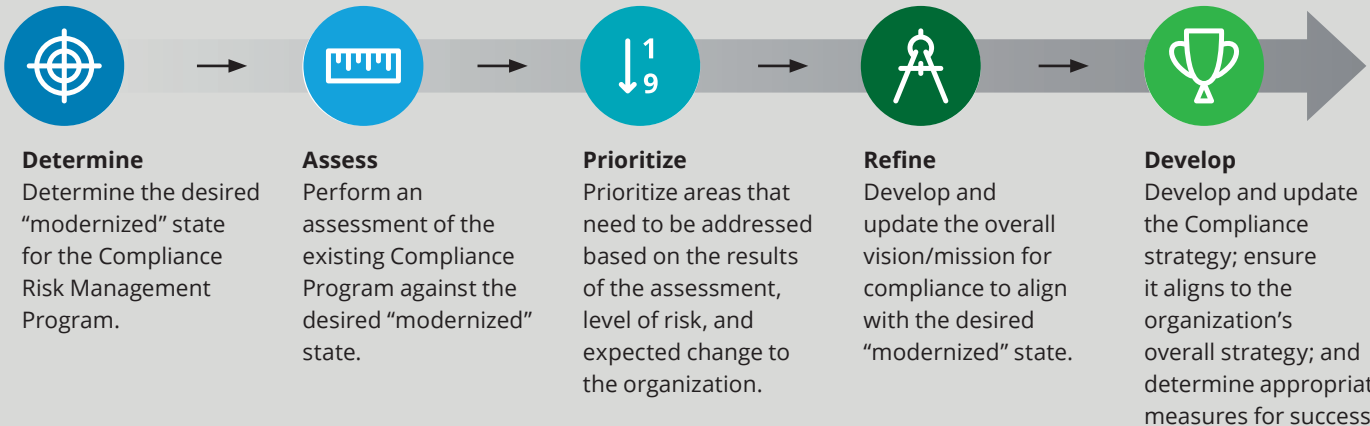 1
9
Determine
Determine the desired
“modernized” state
for the Compliance
Risk Management
Program.
Assess
Perform an
assessment of the
existing Compliance
Program against the
desired “modernized”
state.
Prioritize
Prioritize areas that
need to be addressed
based on the results
of the assessment,
level of risk, and
expected change to
the organization.
Refine
Develop and
update the overall
vision/mission for
compliance to align
with the desired
“modernized” state.
Develop
Develop and update
the Compliance
strategy; ensure
it aligns to the
organization’s
overall strategy; and
determine appropriat
measures for success